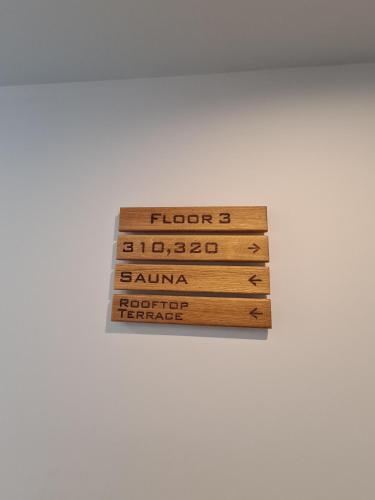 FLOOR 3
310,320 →
SAUNA ←
ROOFTOP
TERRACE ←